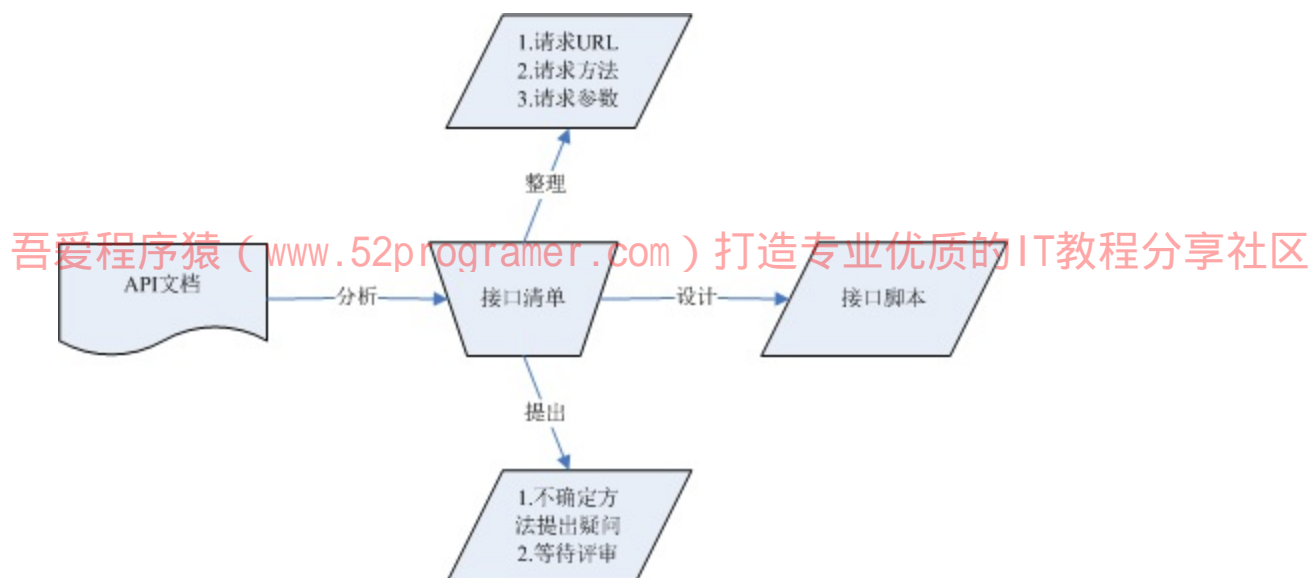 1.请求URL
2.请求方法
3.请求参数
整理
吾爱程序猿（www.52programer.com）打造专业优质的IT教程分享社区
API文档
分析
接口清单
设计
接口脚本
提出
1.不确定方
法提出疑问
2.等待评审